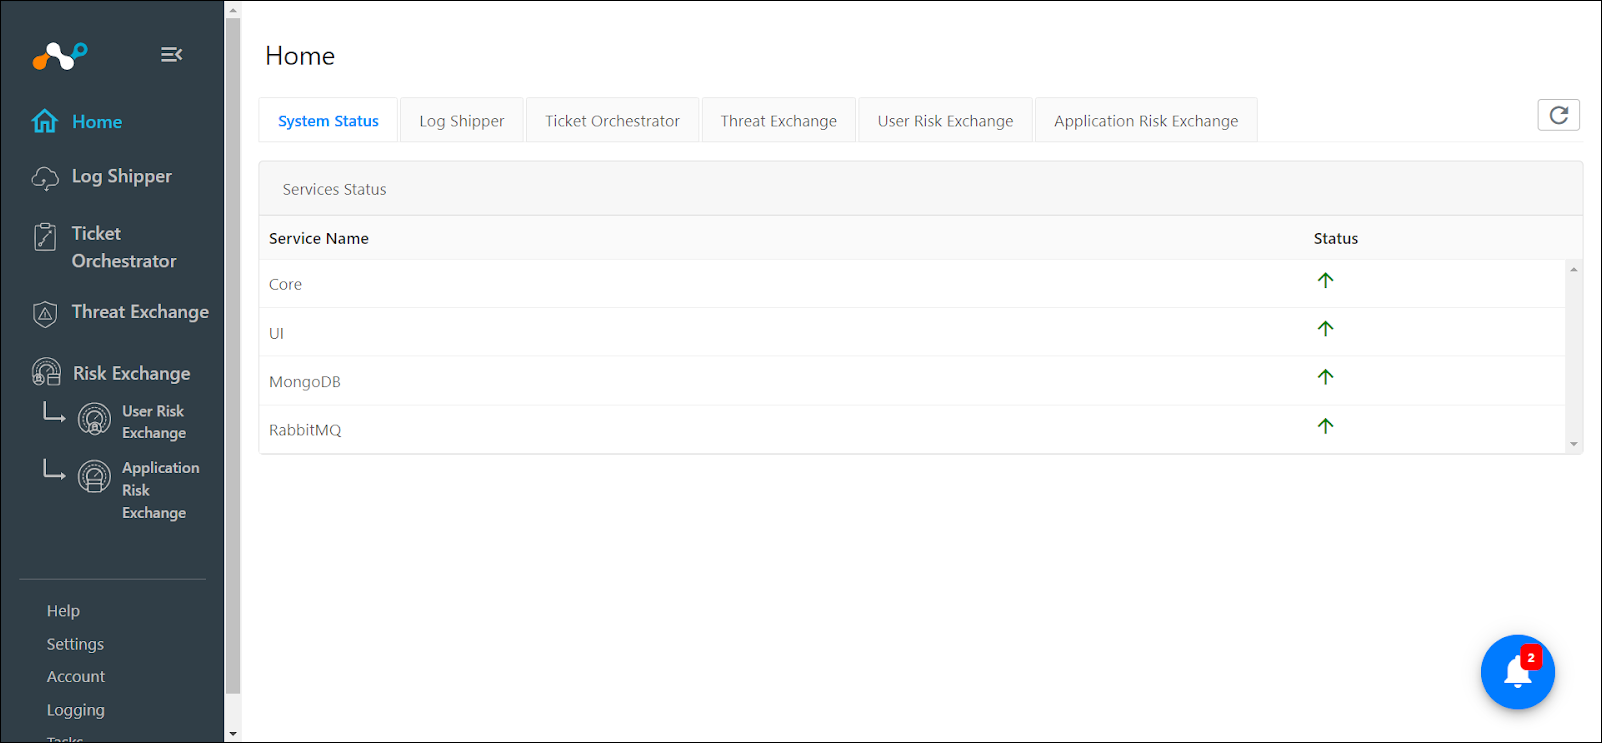 Home
Log Shipper
Ticket
Orchestrator
Threat Exchange
Risk Exchange
User Risk
Exchange
Application
Risk
Exchange
Help
Settings
Account
Logging
Tasks
Home
System Status
Log Shipper
Ticket Orchestrator
Threat Exchange
User Risk Exchange
Application Risk Exchange
Services Status
Service Name Status
Core
UI
MongoDB
RabbitMQ
2